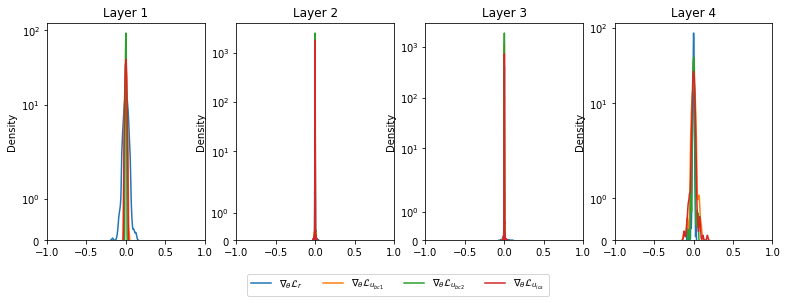 Layer 1 Layer 2 Layer 3 Layer 4
10² 10³ 10³ 10²
10¹ 10² 10² 10¹
10⁰ 10¹ 10¹ 10⁰
0 10⁰ 10⁰ 0
0 0
Density Density Density Density
−1.0 −0.5 0.0 0.5 1.0 −1.0 −0.5 0.0 0.5 1.0 −1.0 −0.5 0.0 0.5 1.0 −1.0 −0.5 0.0 0.5 1.0
∇θℒr ∇θℒu_bc1 ∇θℒu_bc2 ∇θℒu_ics